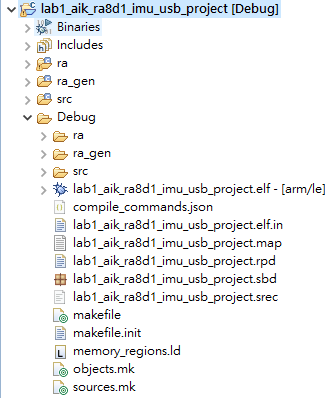 lab1_aik_ra8d1_imu_usb_project [Debug]
Binaries
Includes
ra
ra_gen
src
Debug
ra
ra_gen
src
lab1_aik_ra8d1_imu_usb_project.elf - [arm/le]
compile_commands.json
lab1_aik_ra8d1_imu_usb_project.elf.in
lab1_aik_ra8d1_imu_usb_project.map
lab1_aik_ra8d1_imu_usb_project.rpd
lab1_aik_ra8d1_imu_usb_project.sbd
lab1_aik_ra8d1_imu_usb_project.srec
makefile
makefile.init
memory_regions.ld
objects.mk
sources.mk